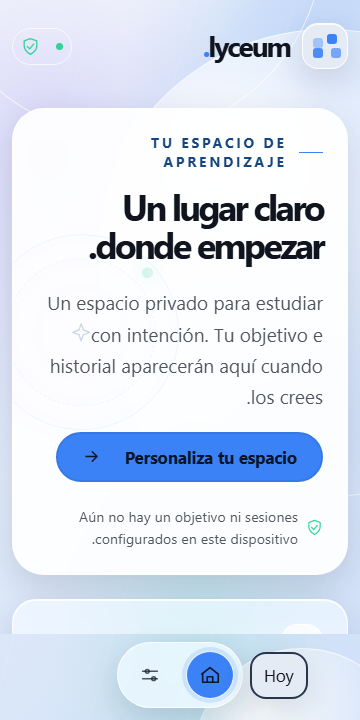 lyceum.
TU ESPACIO DE
APRENDIZAJE
Un lugar claro
donde empezar.
Un espacio privado para estudiar
con intención. Tu objetivo e
historial aparecerán aquí cuando
los crees.
Personaliza tu espacio
Aún no hay un objetivo ni sesiones
configurados en este dispositivo.
Hoy